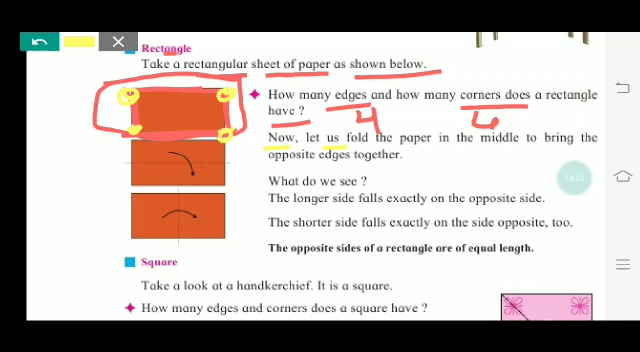 Rectangle
Take a rectangular sheet of paper as shown below.
How many edges and how many corners does a rectangle
have ?
4
Now, let us fold the paper in the middle to bring the
opposite edges together.
14:02
What do we see ?
The longer side falls exactly on the opposite side.
The shorter side falls exactly on the side opposite, too.
The opposite sides of a rectangle are of equal length.
Square
Take a look at a handkerchief. It is a square.
How many edges and corners does a square have ?